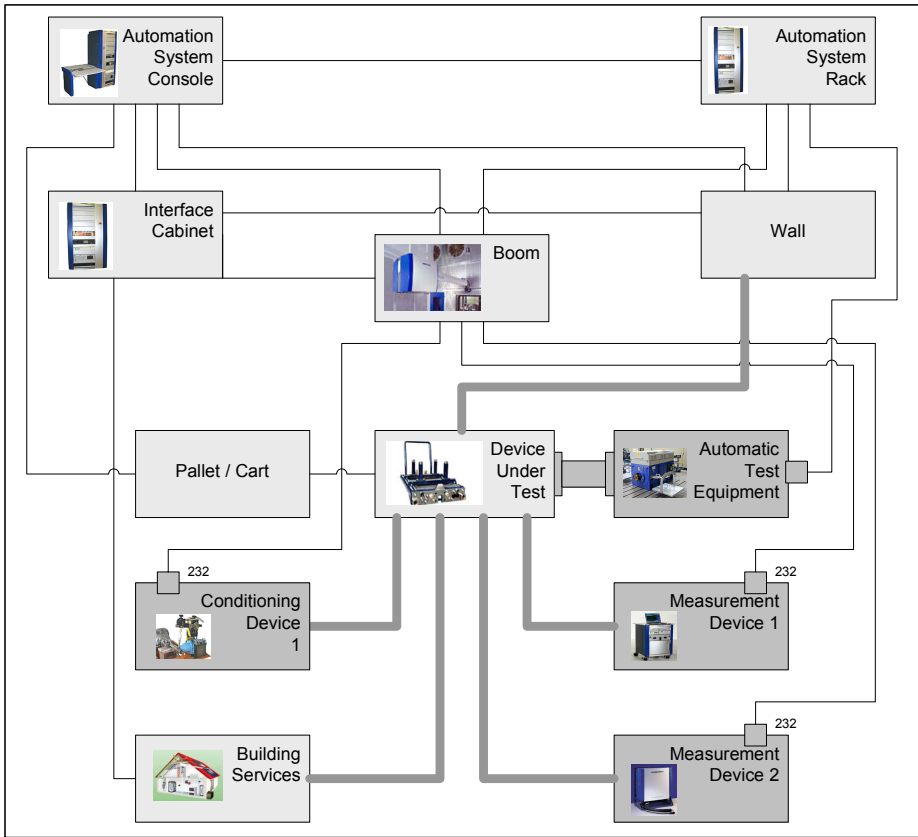 Automation
System
Console
Automation
System
Rack
Interface
Cabinet
Boom
Wall
Pallet / Cart
Device
Under
Test
Automatic
Test
Equipment
232
Conditioning
Device
1
232
Measurement
Device 1
232
Measurement
Device 2
Building
Services